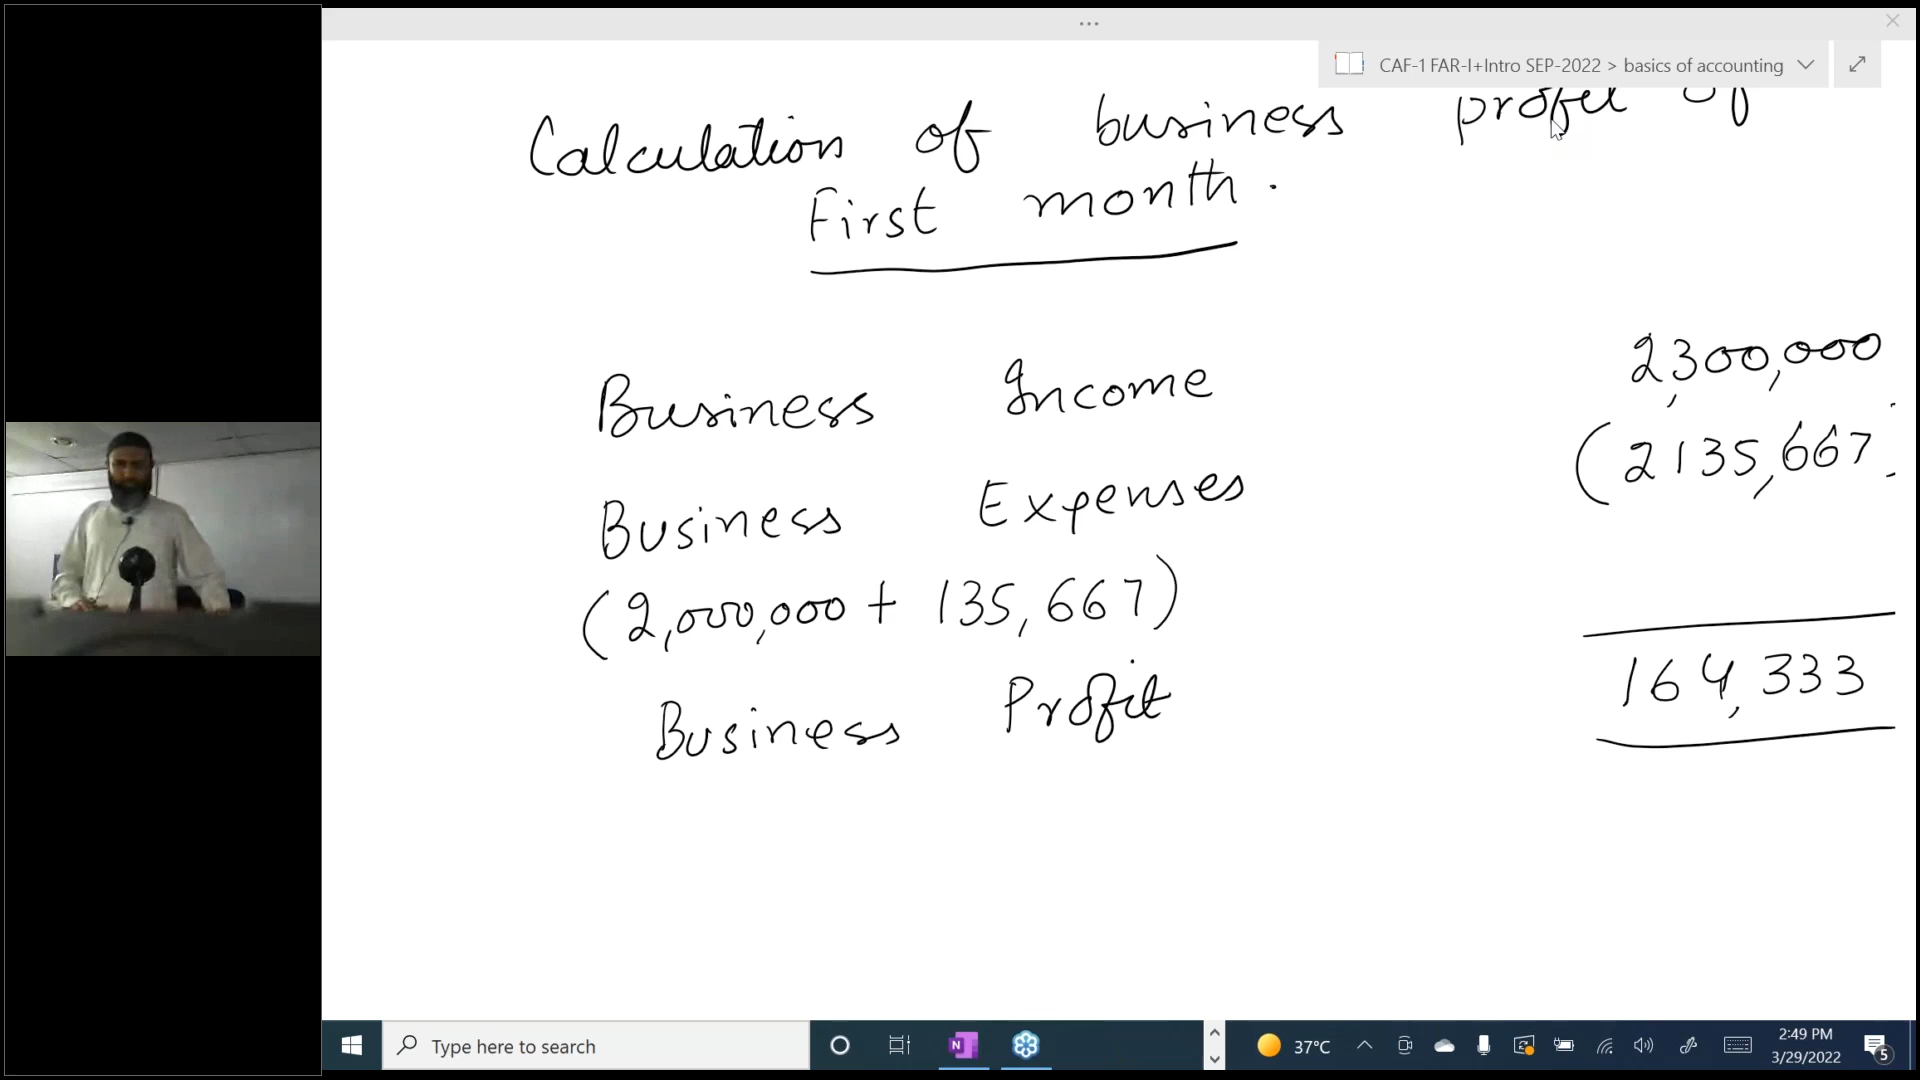 ...
CAF-1 FAR-I+Intro SEP-2022 > basics of accounting
Calculation of business profit of
First month.
Business Income 2,300,000
Business Expenses (2135,667)
(2,000,000 + 135,667)
Business Profit 164,333
Type here to search
N
37°C
2:49 PM
3/29/2022
5